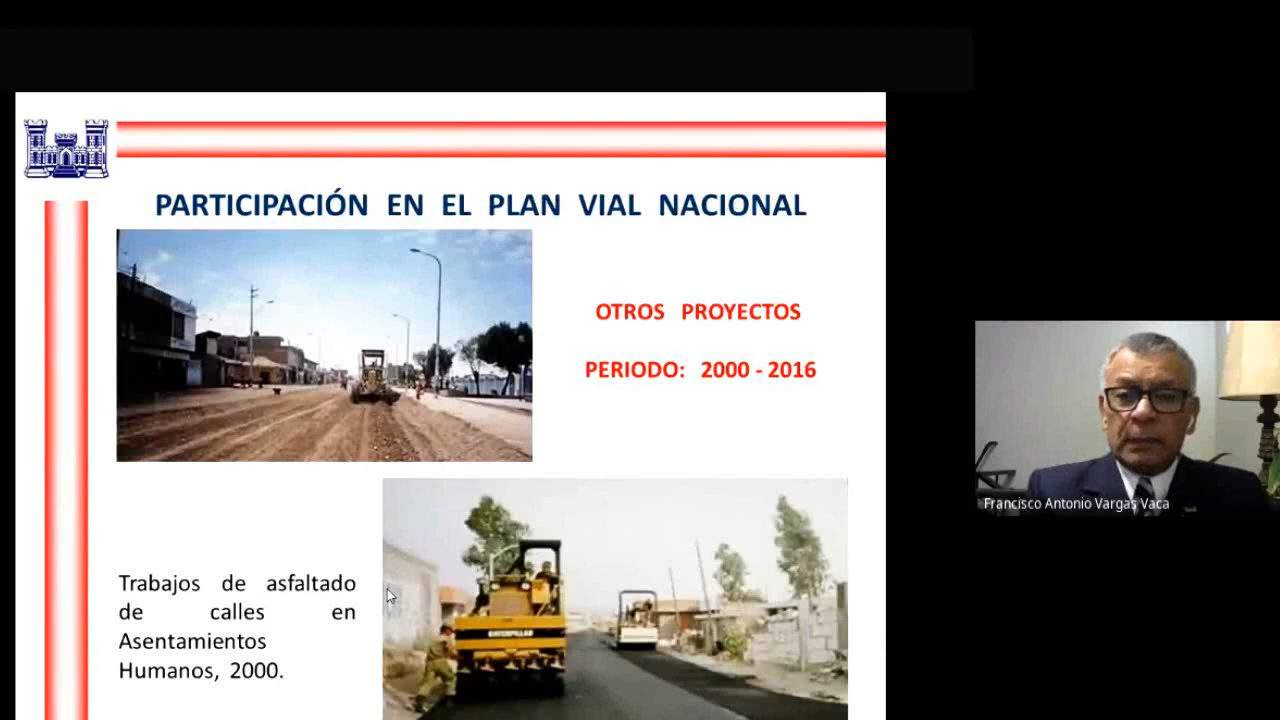 PARTICIPACIÓN EN EL PLAN VIAL NACIONAL
OTROS PROYECTOS
PERIODO: 2000 - 2016
Trabajos de asfaltado
de calles en
Asentamientos
Humanos, 2000.
CATERPILLAR
Francisco Antonio Vargas Vaca